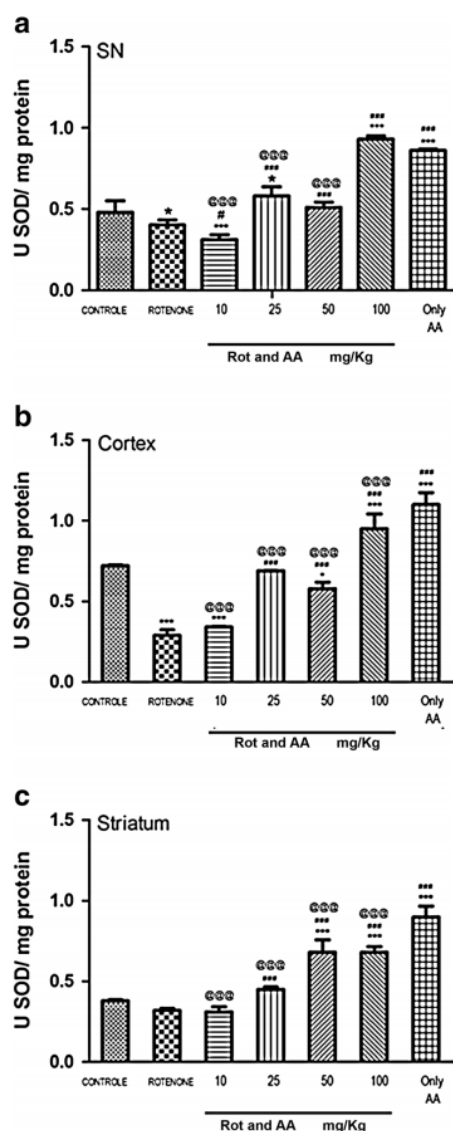 a
SN
U SOD/ mg protein
1.5
1.0
0.5
0.0
*
@@@
#
***
@@@
###
*
@@@
###
###
***
###
***
CONTROLE ROTENONE 10 25 50 100 Only
AA
Rot and AA mg/Kg
b
Cortex
U SOD/ mg protein
1.5
1.0
0.5
0.0
***
@@@
***
@@@
###
@@@
###
*
@@@
###
***
###
***
CONTROLE ROTENONE 10 25 50 100 Only
AA
Rot and AA mg/Kg
c
Striatum
U SOD/ mg protein
1.5
1.0
0.5
0.0
@@@
@@@
###
@@@
###
***
@@@
###
***
###
***
CONTROLE ROTENONE 10 25 50 100 Only
AA
Rot and AA mg/Kg